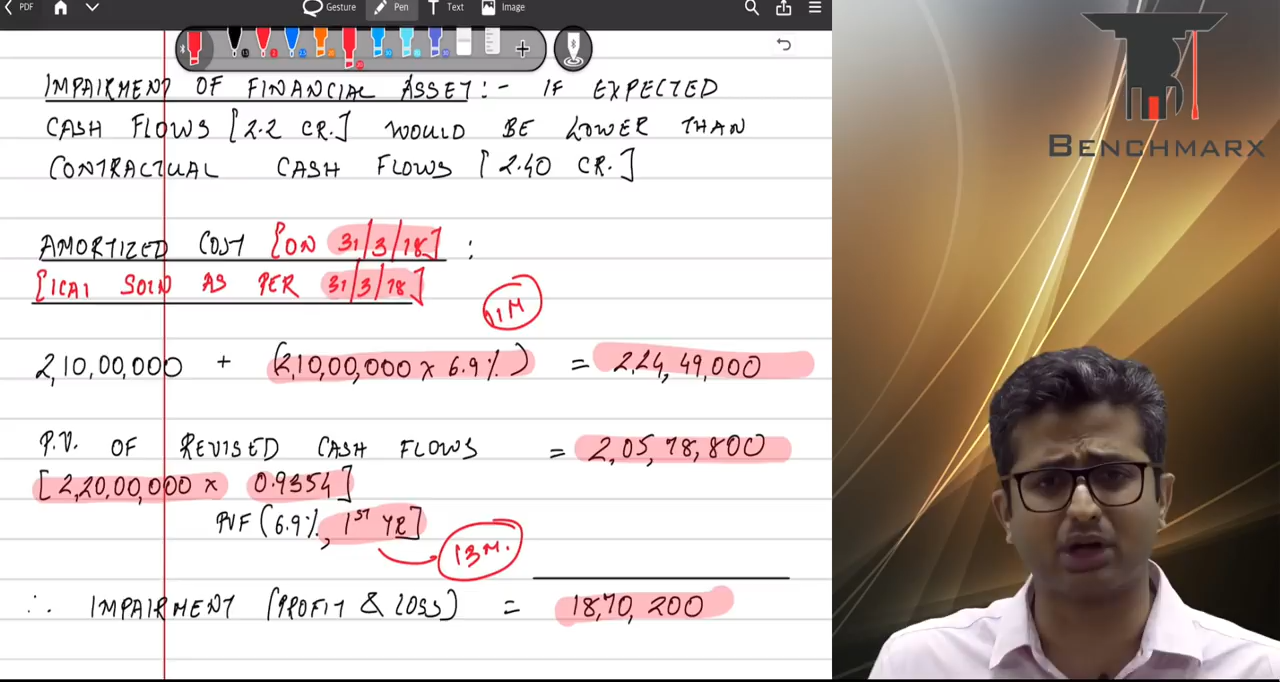 PDF
Gesture
Pen
Text
Image
IMPAIRMENT OF FINANCIAL ASSET:- IF EXPECTED
CASH FLOWS [2.2 CR.] WOULD BE LOWER THAN
CONTRACTUAL CASH FLOWS [2.40 CR.]
AMORTIZED COST [ON 31/3/18] :
[ICAI SOLN AS PER 31/3/18]
11M
2,10,00,000 + (2,10,00,000 x 6.9%) = 2,24,49,000
P.V. OF REVISED CASH FLOWS = 2,05,78,800
[2,20,00,000 x 0.9354]
PVF (6.9%, 1ST YR]
13M.
∴ IMPAIRMENT (PROFIT & LOSS) = 18,70,200
BENCHMARX